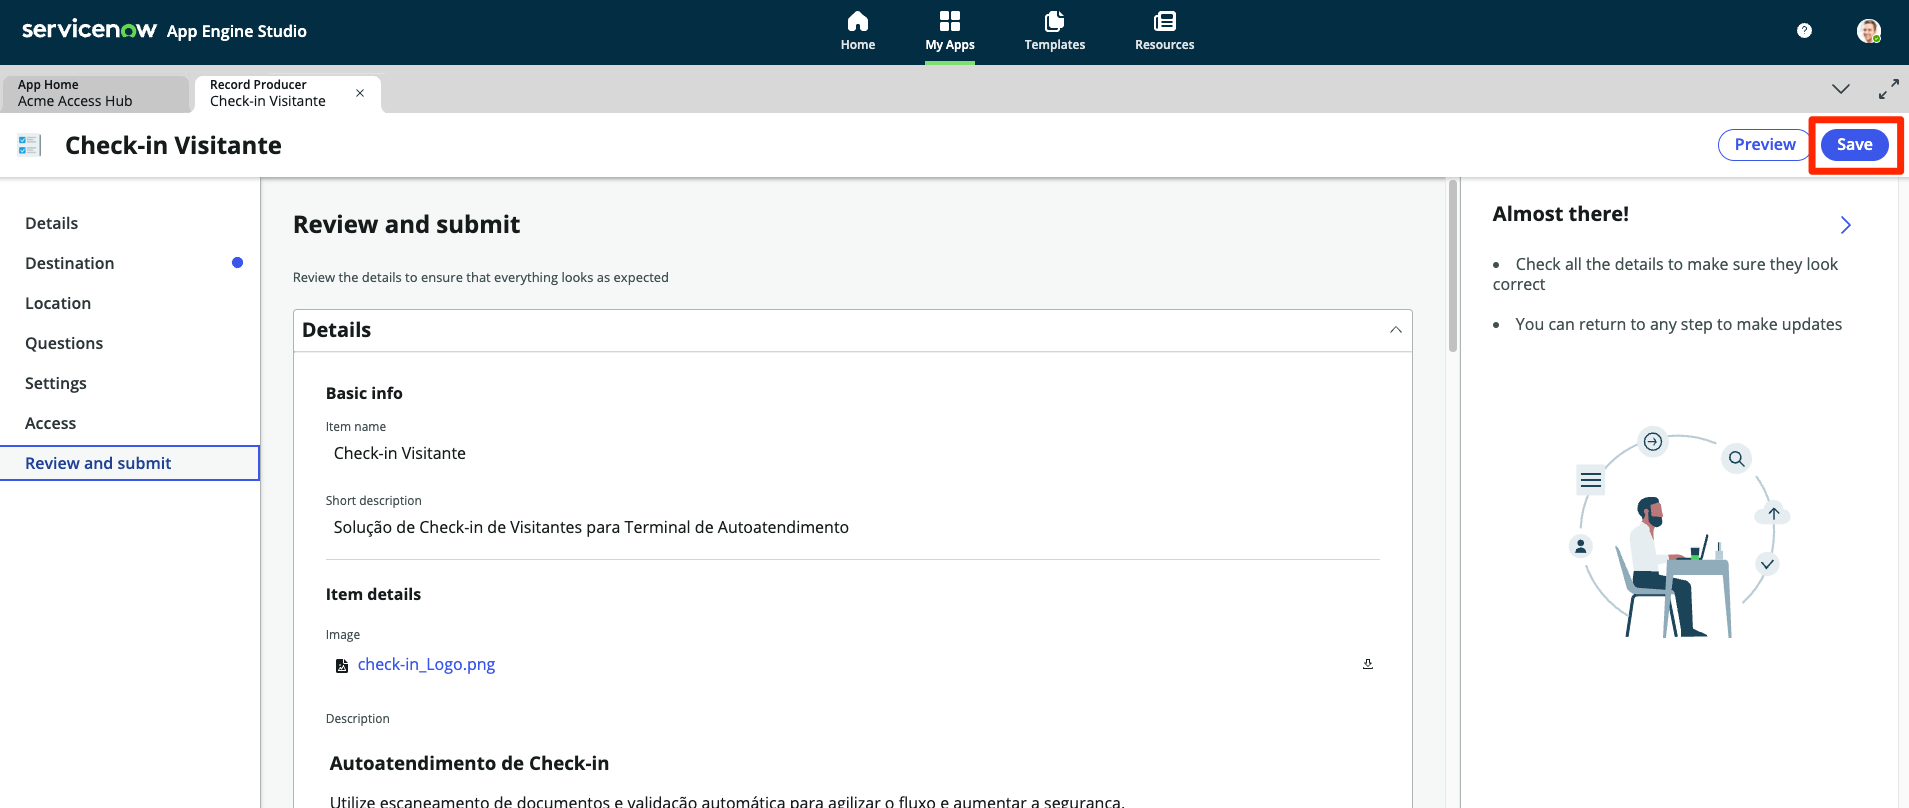 servicenow App Engine Studio
Home
My Apps
Templates
Resources
App Home
Acme Access Hub
Record Producer
Check-in Visitante
Check-in Visitante
Preview
Save
Details
Destination
Location
Questions
Settings
Access
Review and submit
Review and submit
Review the details to ensure that everything looks as expected
Details
Basic info
Item name
Check-in Visitante
Short description
Solução de Check-in de Visitantes para Terminal de Autoatendimento
Item details
Image
check-in_Logo.png
Description
Autoatendimento de Check-in
Utilize escaneamento de documentos e validação automática para agilizar o fluxo e aumentar a segurança.
Almost there!
• Check all the details to make sure they look
correct
• You can return to any step to make updates